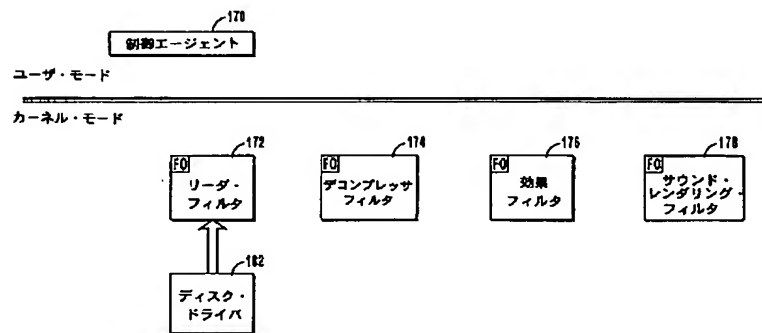 170
制御エージェント
ユーザ・モード
カーネル・モード
172
174
176
178
FO
リーダ・
フィルタ
FO
デコンプレッサ
フィルタ
FO
効果
フィルタ
FO
サウンド・
レンダリング・
フィルタ
182
ディスク・
ドライバ